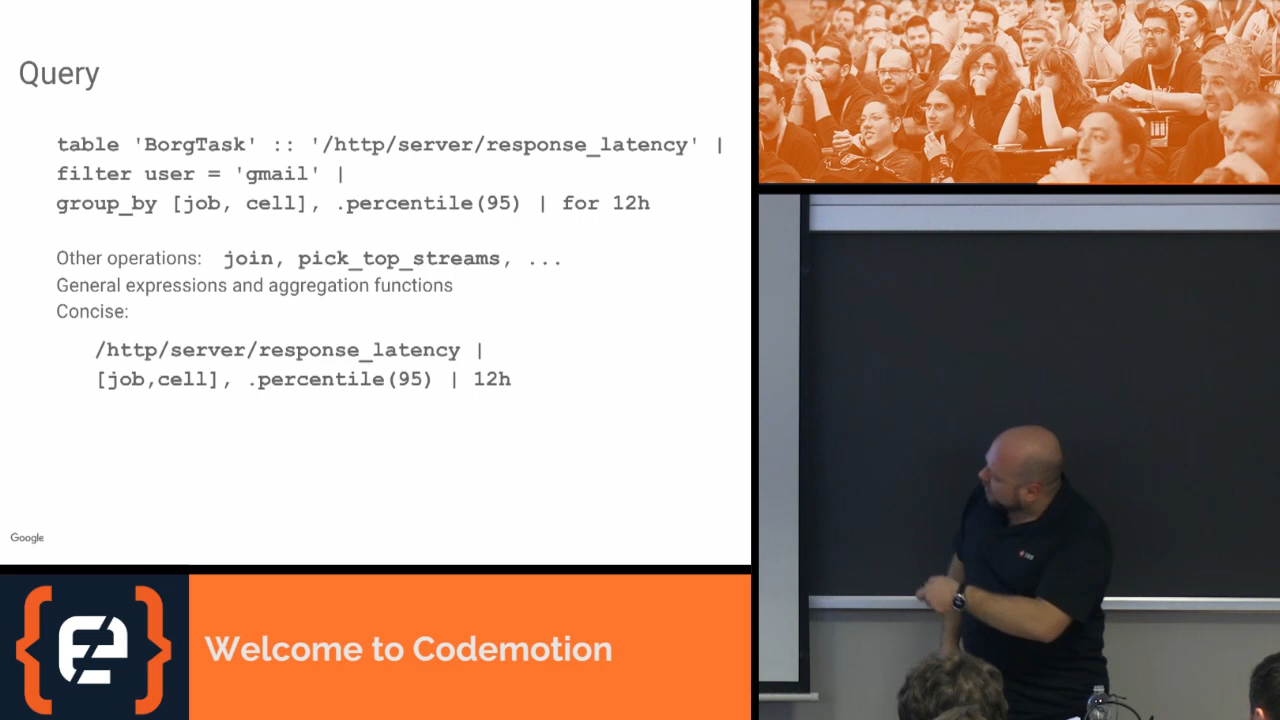 Query
table 'BorgTask' :: '/http/server/response_latency' |
filter user = 'gmail' |
group_by [job, cell], .percentile(95) | for 12h
Other operations: join, pick_top_streams, ...
General expressions and aggregation functions
Concise:
/http/server/response_latency |
[job,cell], .percentile(95) | 12h
Google
Welcome to Codemotion